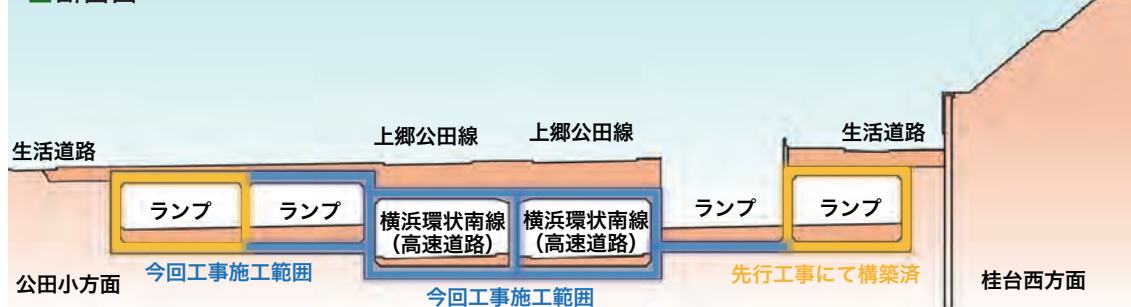 上郷公田線
上郷公田線
生活道路
生活道路
ランプ
ランプ
横浜環状南線
(高速道路)
横浜環状南線
(高速道路)
ランプ
ランプ
公田小方面
今回工事施工範囲
今回工事施工範囲
先行工事にて構築済
桂台西方面